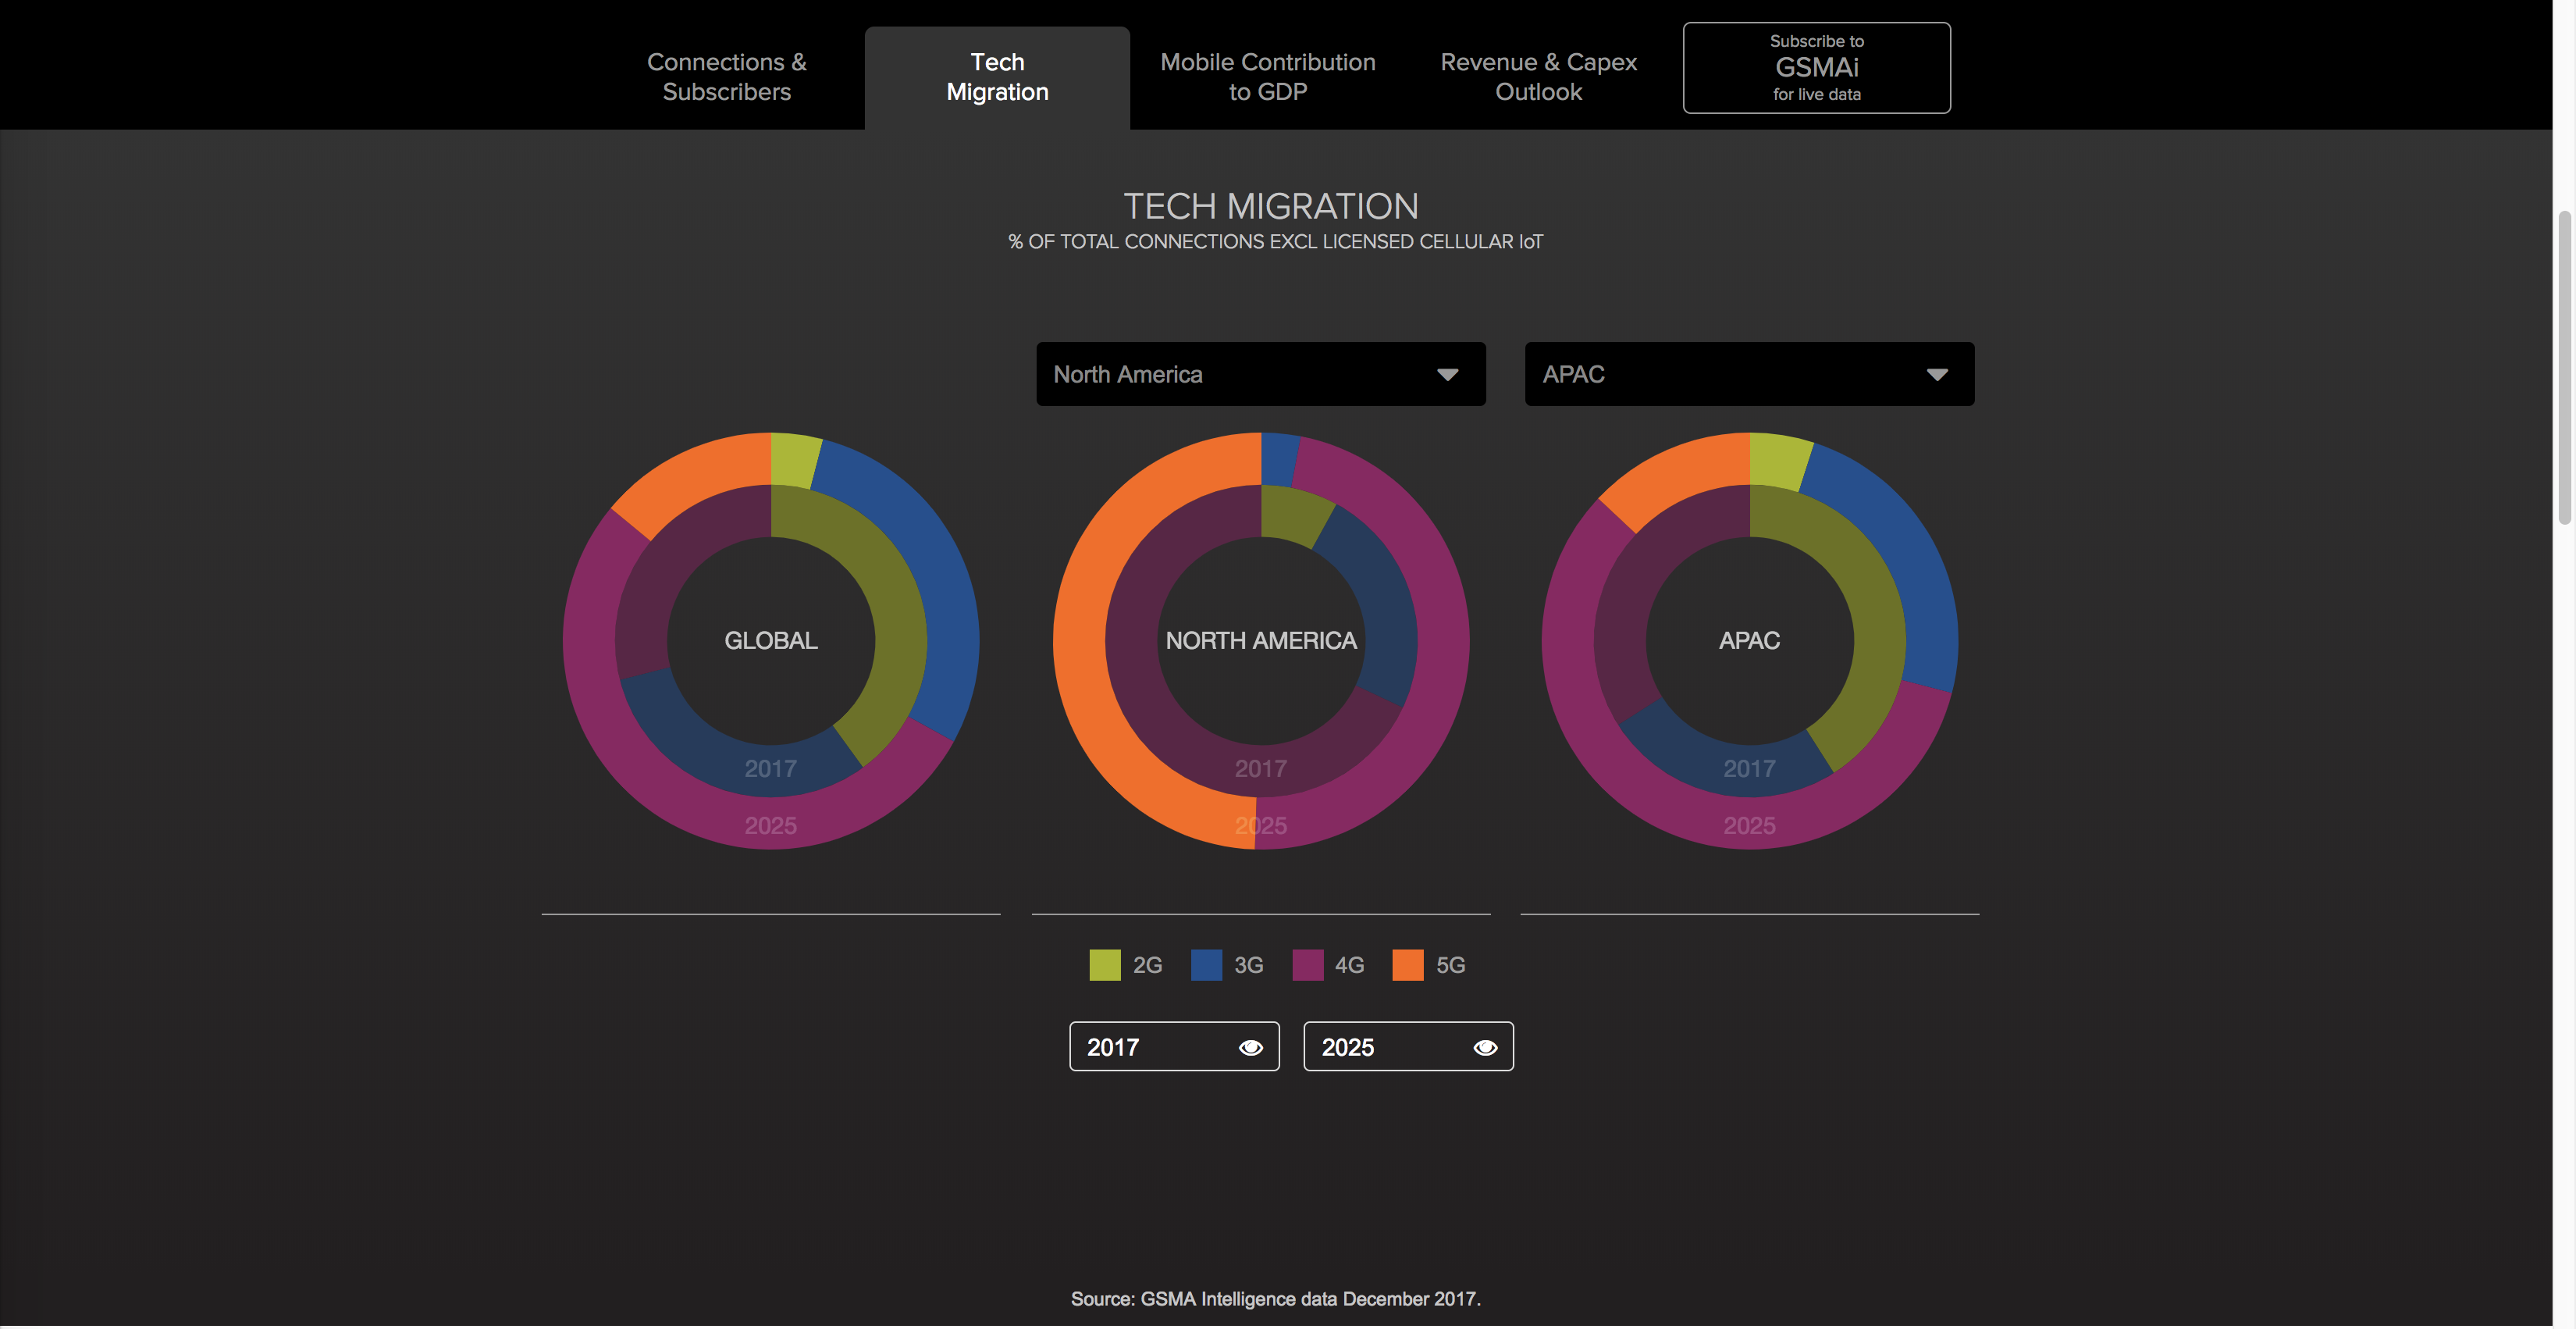 Connections &
Subscribers
Tech
Migration
Mobile Contribution
to GDP
Revenue & Capex
Outlook
Subscribe to
GSMAi
for live data
TECH MIGRATION
% OF TOTAL CONNECTIONS EXCL LICENSED CELLULAR IoT
North America
APAC
GLOBAL
2017
2025
NORTH AMERICA
2017
2025
APAC
2017
2025
2G
3G
4G
5G
2017
2025
Source: GSMA Intelligence data December 2017.